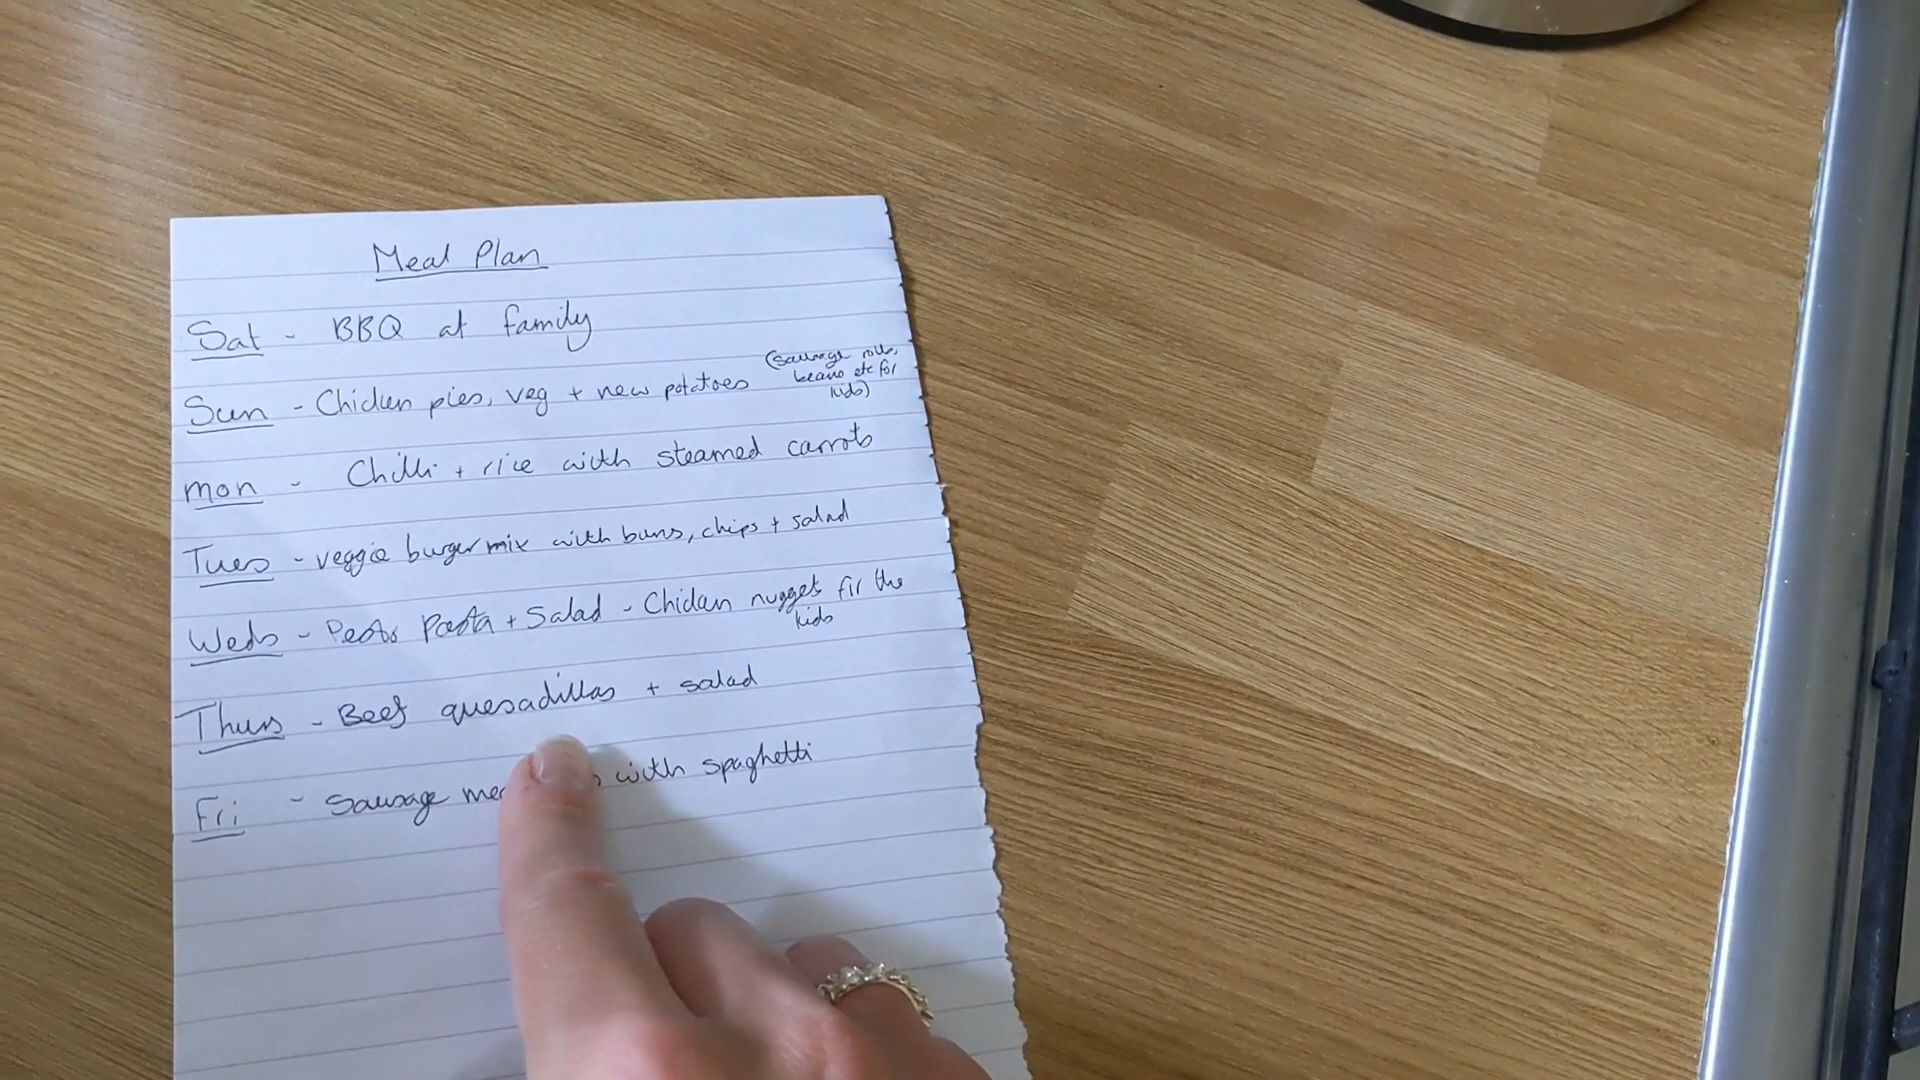 Meal Plan
Sat - BBQ at family
Sun - Chicken pies, veg + new potatoes (sausage rolls,
beans etc for
kids)
Mon - Chilli + rice with steamed carrots
Tues - veggie burger mix with buns, chips + salad
Weds - Pesto Pasta + Salad - Chicken nuggets for the
kids
Thurs - Beef quesadillas + salad
Fri - Sausage with spaghetti